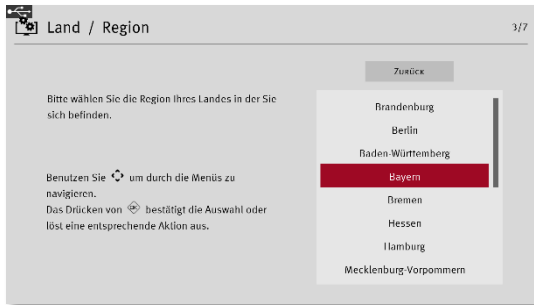 Land / Region
3/7
Zurück
Bitte wählen Sie die Region Ihres Landes in der Sie
sich befinden.
Brandenburg
Berlin
Baden-Württemberg
Benutzen Sie um durch die Menüs zu
navigieren.
Das Drücken von OK bestätigt die Auswahl oder
löst eine entsprechende Aktion aus.
Bayern
Bremen
Hessen
Hamburg
Mecklenburg-Vorpommern